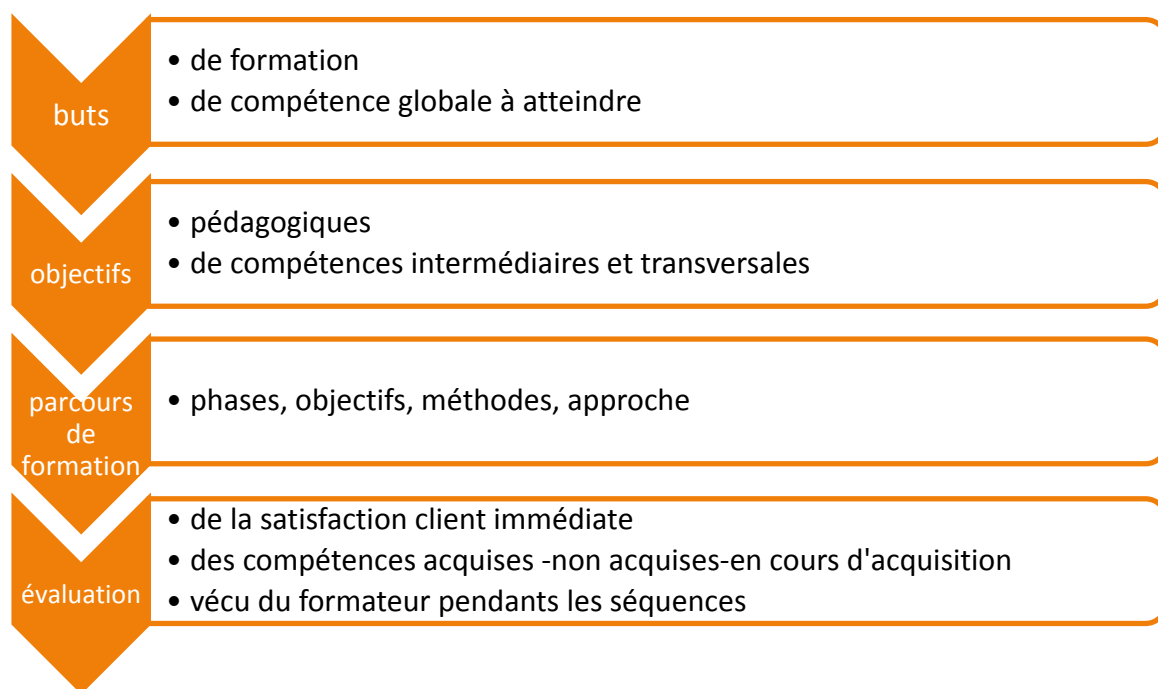 buts
• de formation
• de compétence globale à atteindre
objectifs
• pédagogiques
• de compétences intermédiaires et transversales
parcours
de
formation
• phases, objectifs, méthodes, approche
évaluation
• de la satisfaction client immédiate
• des compétences acquises -non acquises-en cours d'acquisition
• vécu du formateur pendants les séquences